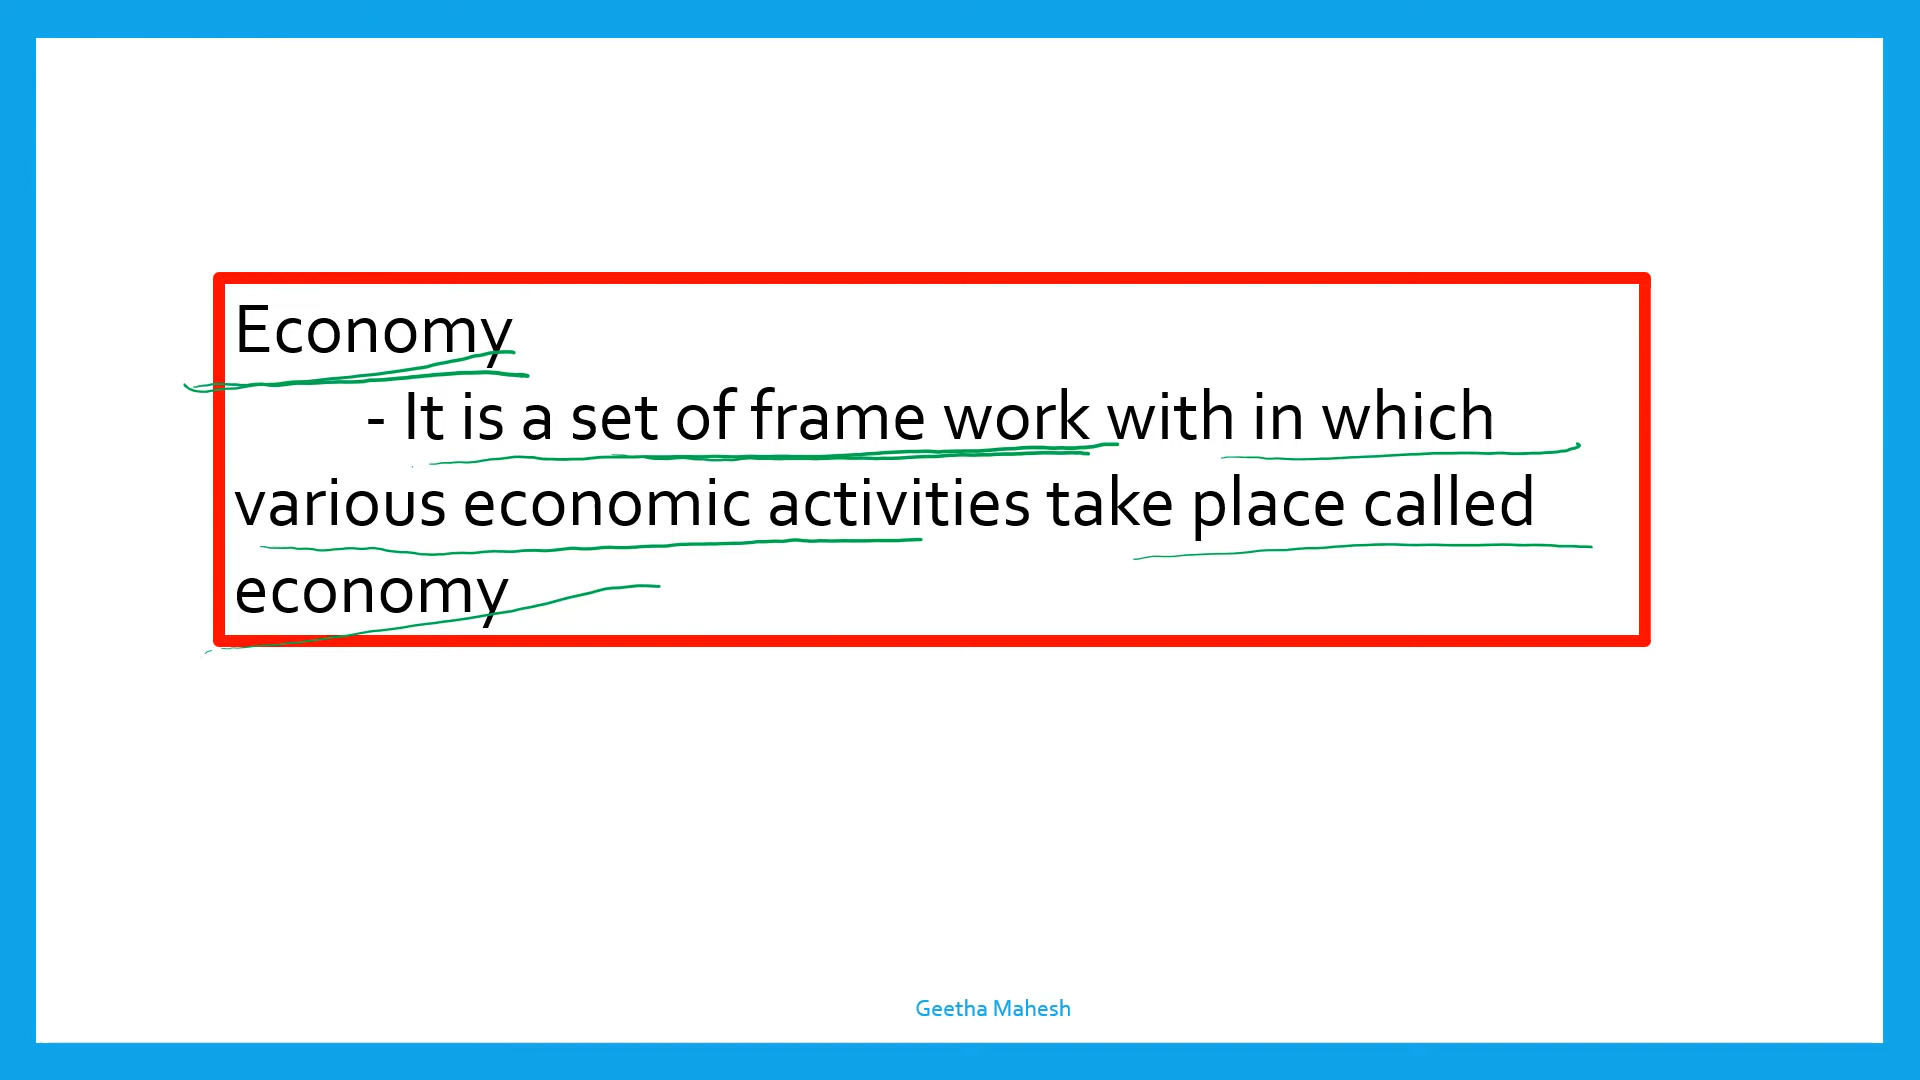 Economy
- It is a set of frame work with in which
various economic activities take place called
economy
Geetha Mahesh